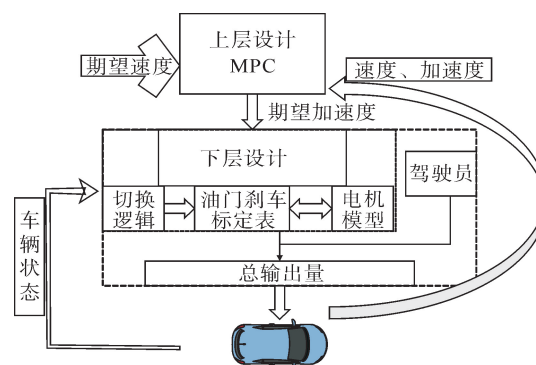 上层设计
MPC
期望速度
速度、加速度
期望加速度
下层设计
驾驶员
切换
逻辑
油门刹车
标定表
电机
模型
车辆状态
总输出量